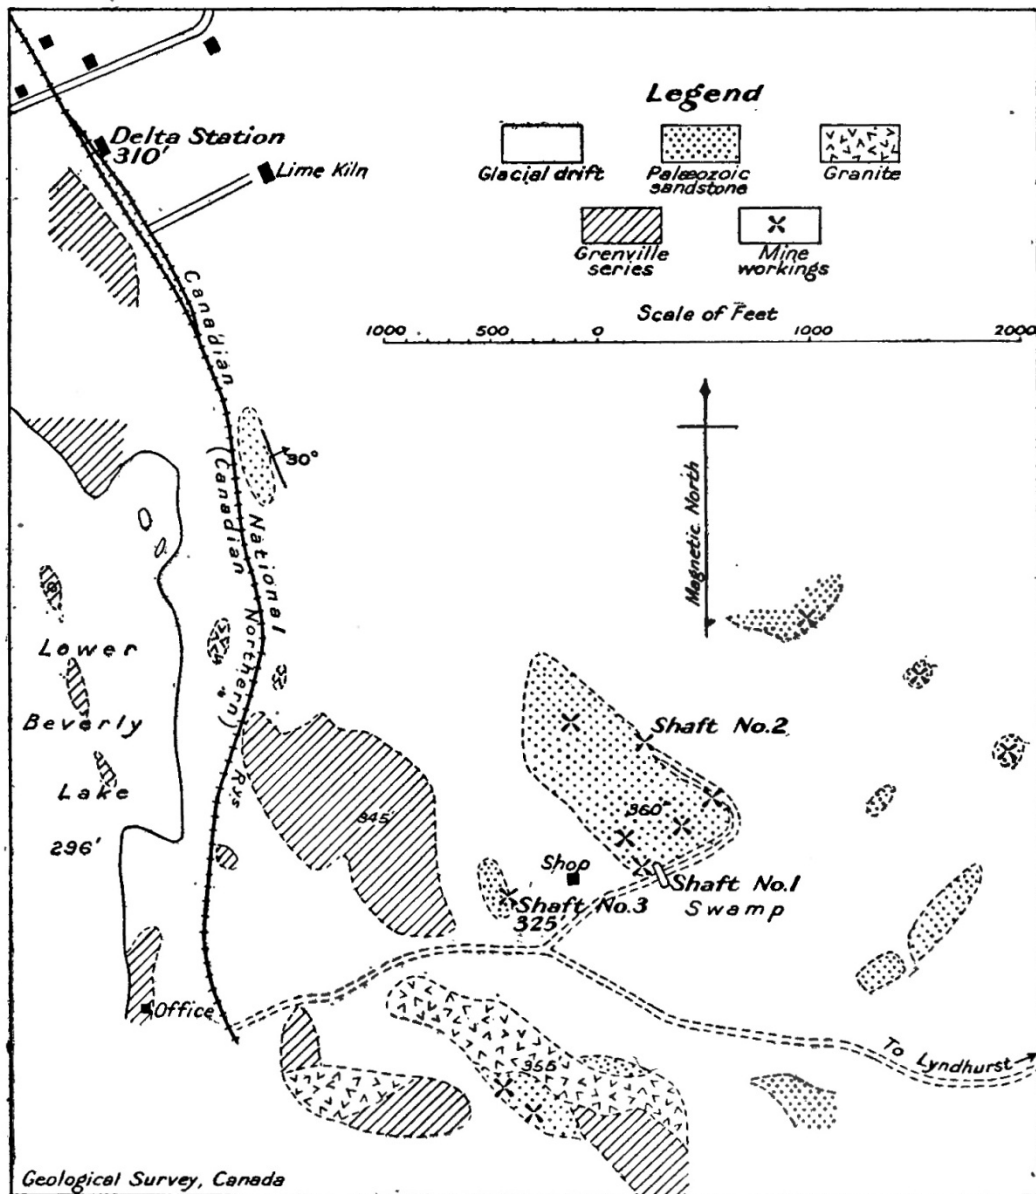 Legend
Glacial drift
Palæozoic
sandstone
Granite
Grenville
series
Mine
workings
Scale of Feet
1000 500 0 1000 2000
Delta Station
310'
Lime Kiln
Canadian National Rys
(Canadian Northern)
30°
Magnetic North
Lower
Beverly
Lake
296'
345'
Shaft No.2
360'
Shop
Shaft No.1
Swamp
Shaft No.3
325
Office
355
To Lyndhurst
Geological Survey, Canada